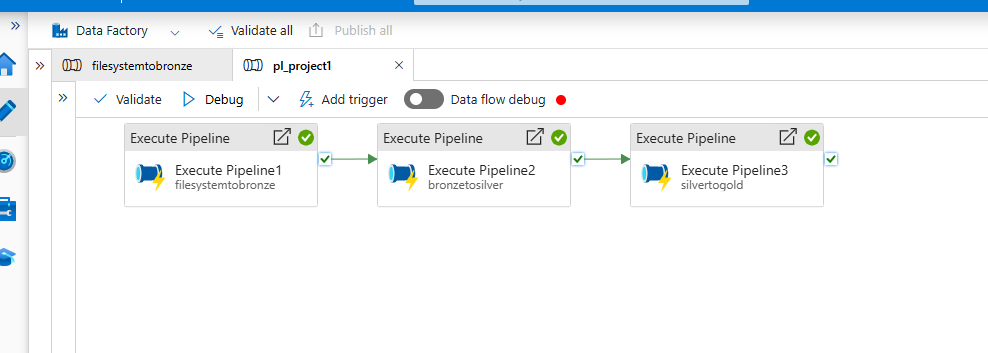 Data Factory Validate all Publish all
filesystemtobronze pl_project1
Validate Debug Add trigger Data flow debug
Execute Pipeline Execute Pipeline Execute Pipeline
Execute Pipeline1 Execute Pipeline2 Execute Pipeline3
filesystemtobronze bronzetosilver silvertogold